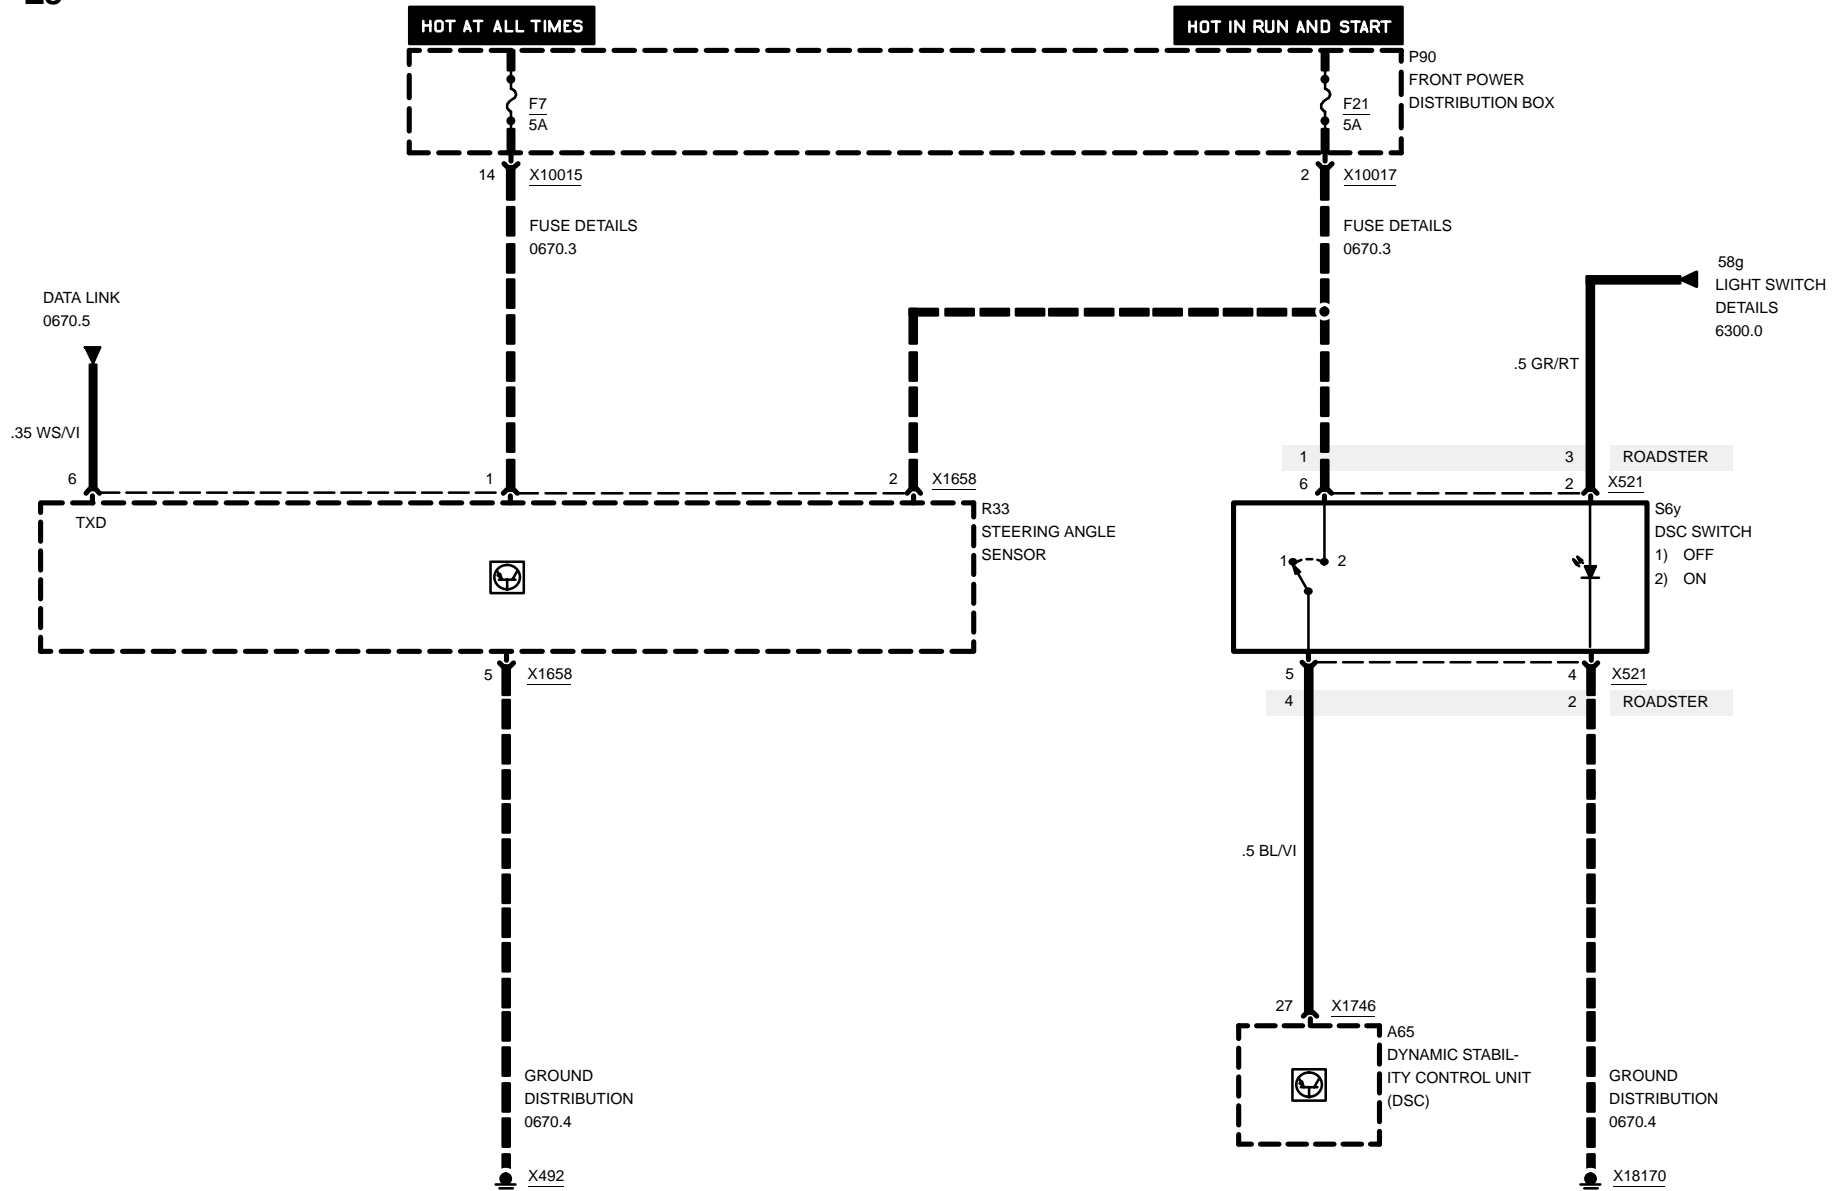 HOT AT ALL TIMES
HOT IN RUN AND START
P90
FRONT POWER
DISTRIBUTION BOX
F7
5A
F21
5A
14 X10015
2 X10017
FUSE DETAILS
0670.3
FUSE DETAILS
0670.3
58g
LIGHT SWITCH
DETAILS
6300.0
DATA LINK
0670.5
.5 GR/RT
.35 WS/VI
1 3 ROADSTER
6 1 2 X1658
6 2 X521
TXD
R33
STEERING ANGLE
SENSOR
S6y
DSC SWITCH
1) OFF
2) ON
1 2
5 X1658
5 4 X521
4 2 ROADSTER
.5 BL/VI
27 X1746
A65
DYNAMIC STABIL-
ITY CONTROL UNIT
(DSC)
GROUND
DISTRIBUTION
0670.4
GROUND
DISTRIBUTION
0670.4
X492
X18170